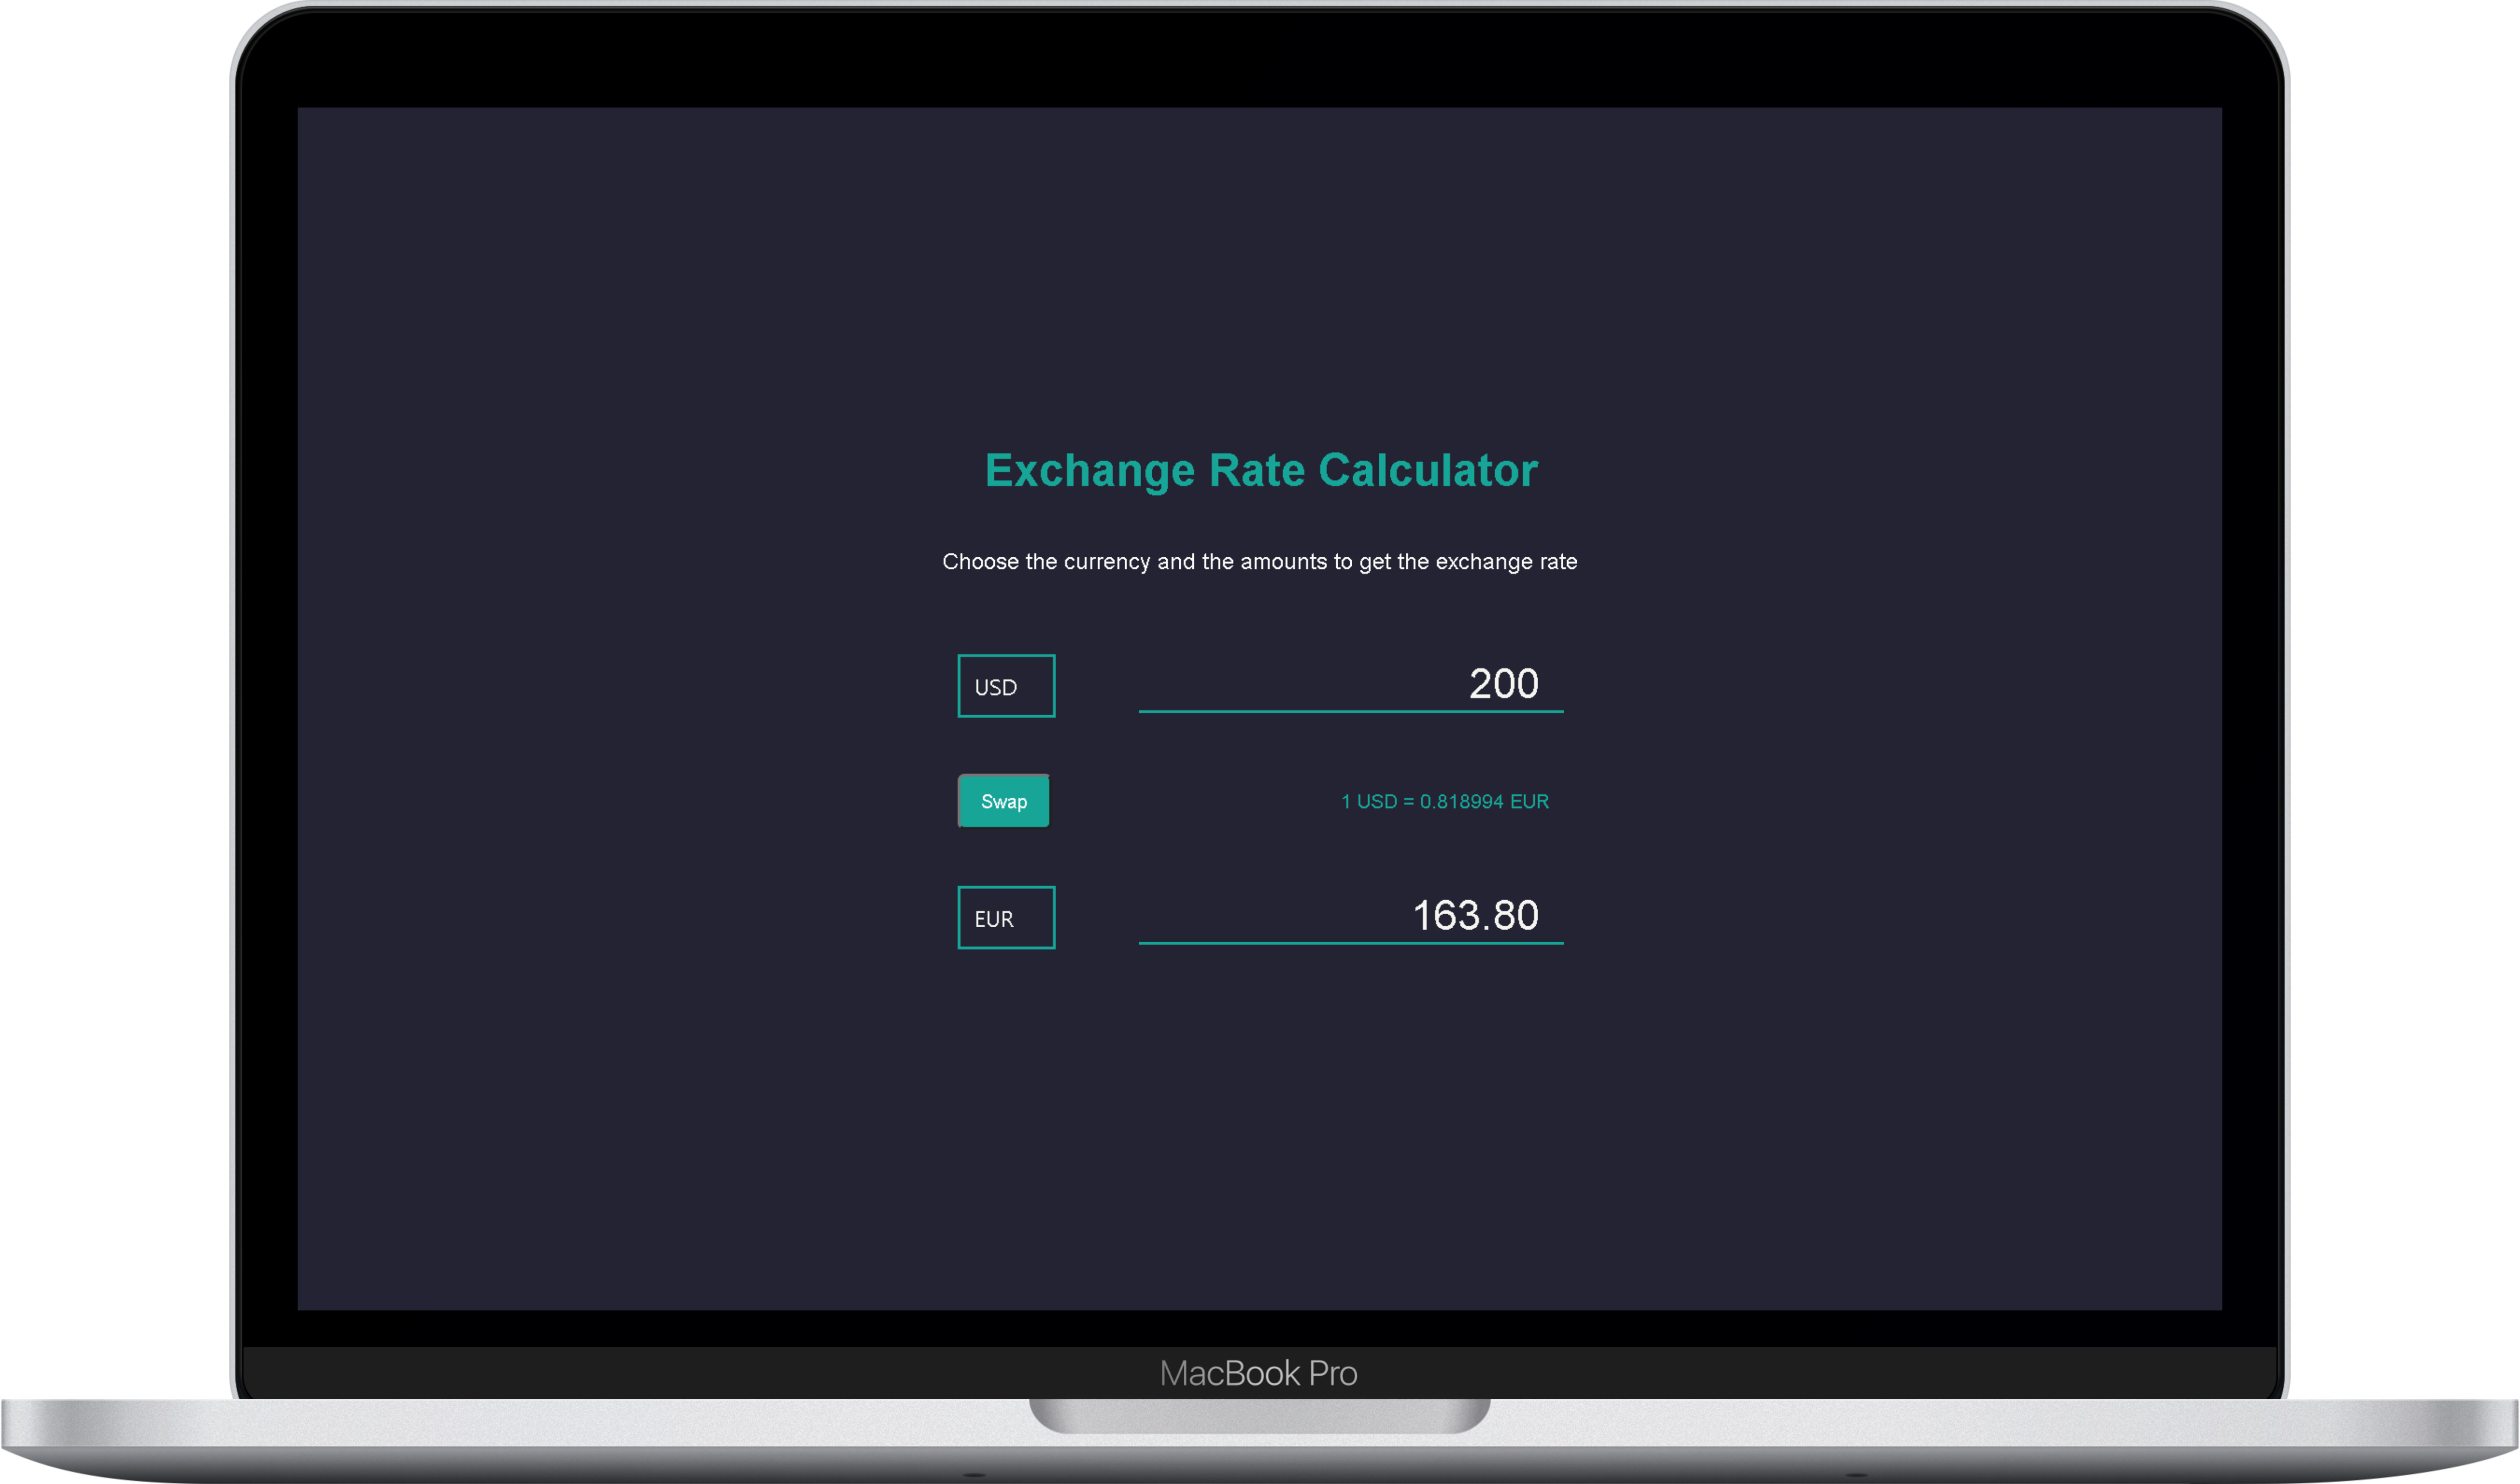 Exchange Rate Calculator
Choose the currency and the amounts to get the exchange rate
USD 200
Swap 1 USD = 0.818994 EUR
EUR 163.80
MacBook Pro